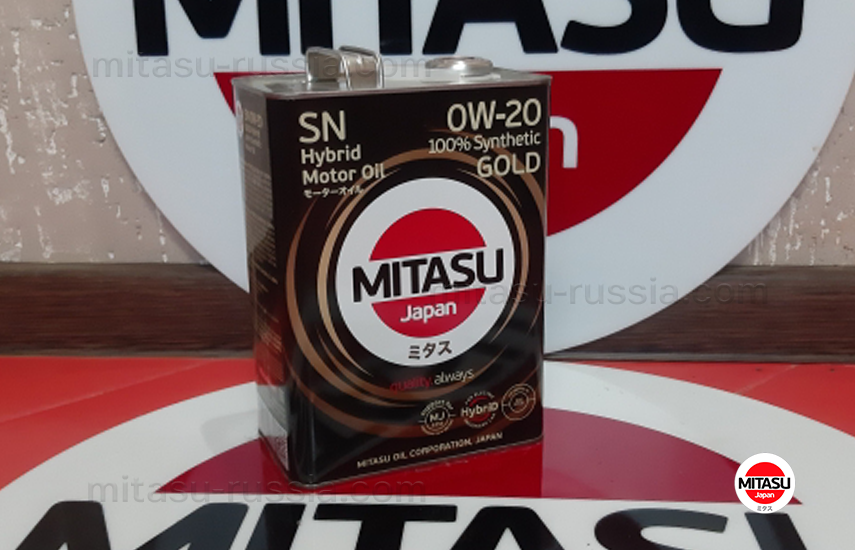 MITASU
mitasu-russia.com
SN
Hybrid
Motor Oil
モーターオイル
0W-20
100% Synthetic
GOLD
MITASU
Japan
ミタス
mitasu-russia.com
quality always
MJ
HybriD
MITASU OIL CORPORATION, JAPAN
MITASU
Japan
ミタス
mitasu-russia.com
MITASU